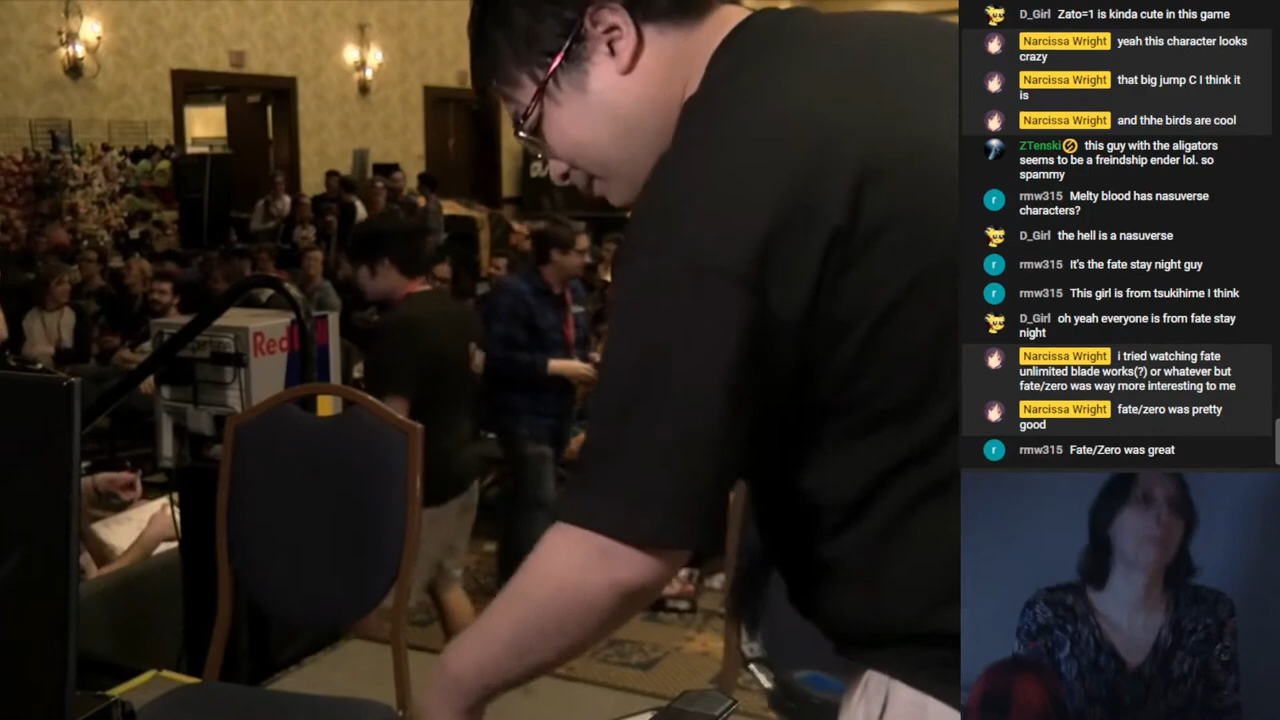 Red
D_Girl Zato=1 is kinda cute in this game
Narcissa Wright yeah this character looks
crazy
Narcissa Wright that big jump C I think it
is
Narcissa Wright and thhe birds are cool
ZTenski this guy with the aligators
seems to be a freindship ender lol. so
spammy
r rmw315 Melty blood has nasuverse
characters?
D_Girl the hell is a nasuverse
r rmw315 It's the fate stay night guy
r rmw315 This girl is from tsukihime I think
D_Girl oh yeah everyone is from fate stay
night
Narcissa Wright i tried watching fate
unlimited blade works(?) or whatever but
fate/zero was way more interesting to me
Narcissa Wright fate/zero was pretty
good
r rmw315 Fate/Zero was great